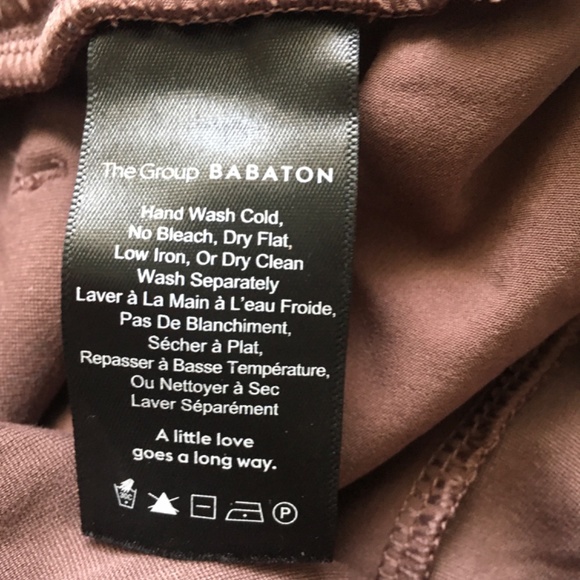 The Group BABATON
Hand Wash Cold,
No Bleach, Dry Flat,
Low Iron, Or Dry Clean
Wash Separately
Laver à La Main à L'eau Froide,
Pas De Blanchiment,
Sécher à Plat,
Repasser à Basse Température,
Ou Nettoyer à Sec
Laver Séparément
A little love
goes a long way.
30C P